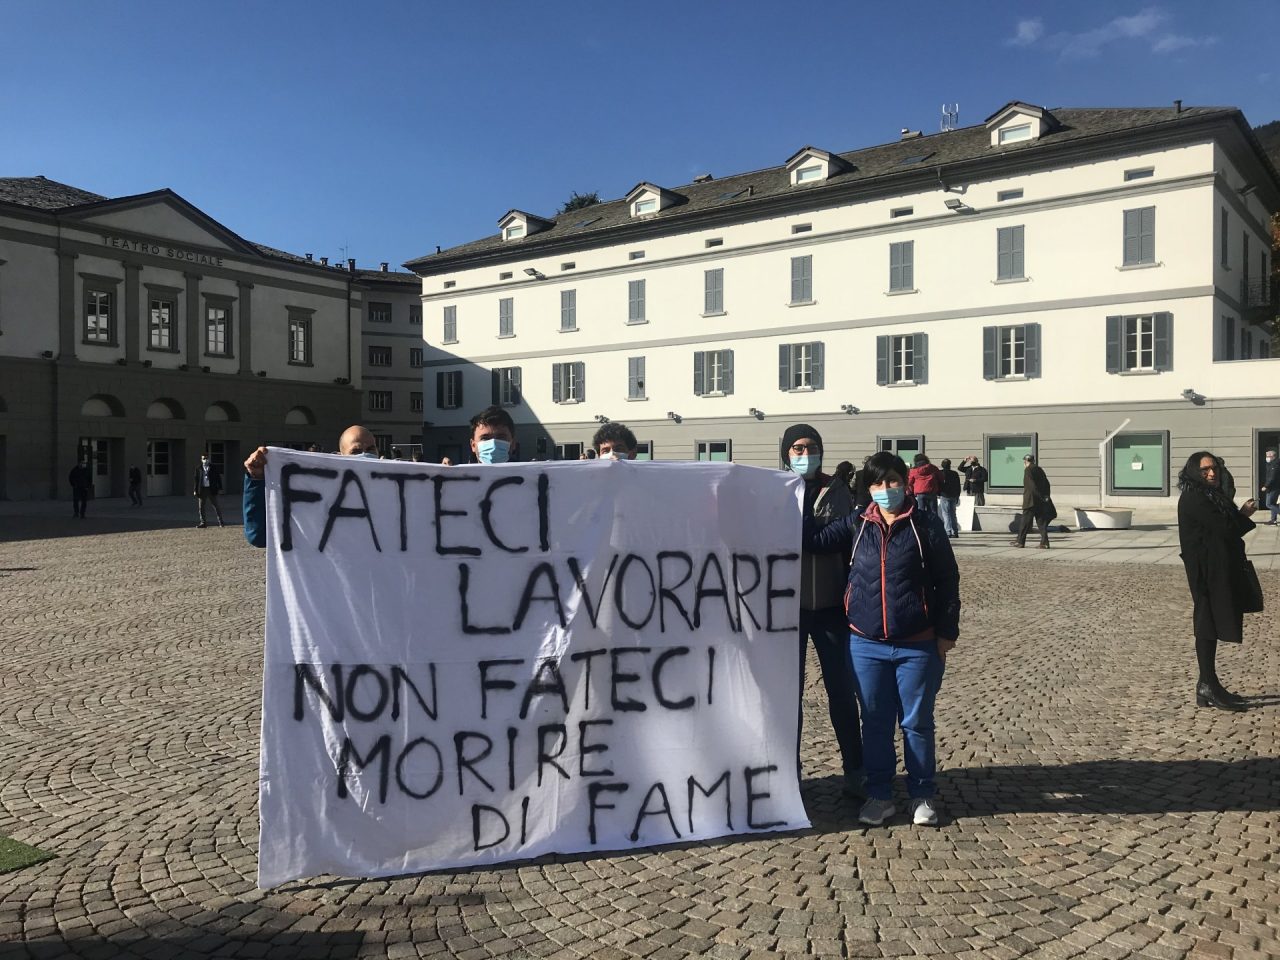 TEATRO SOCIALE
FATECI
LAVORARE
NON FATECI
MORIRE
DI FAME